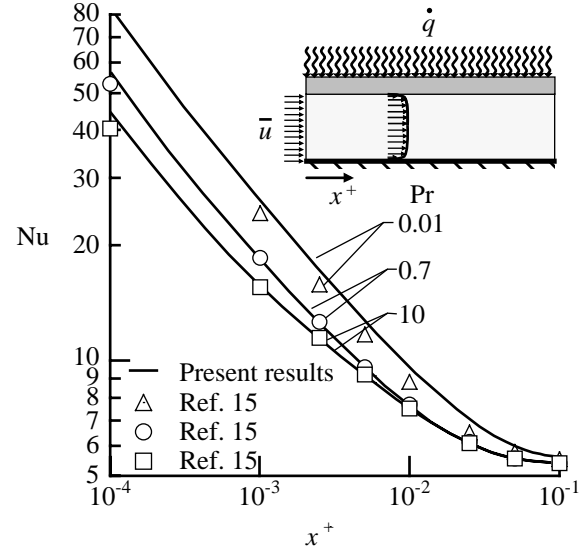 q̇
80
70
60
50
40
30
20
10
9
8
7
6
5
Nu
u̅
x⁺
Pr
0.01
0.7
10
Present results
Ref. 15
Ref. 15
Ref. 15
10⁻⁴
10⁻³
10⁻²
10⁻¹
x⁺